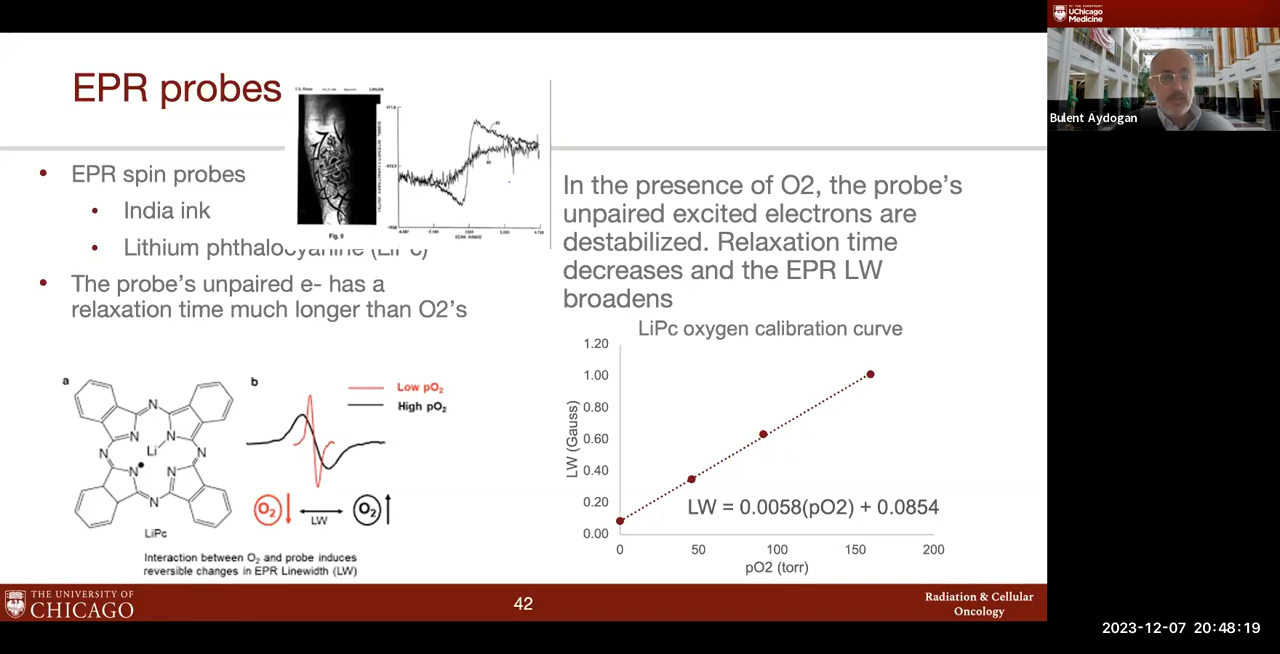 EPR probes
EPR spin probes
India ink
Lithium phthalocyanine (LiPc)
The probe's unpaired e- has a
relaxation time much longer than O2's
Fig. 9
SCAN RANGE
In the presence of O2, the probe's
unpaired excited electrons are
destabilized. Relaxation time
decreases and the EPR LW
broadens
a
N
N
N
Li
N
N
N
N
N
LiPc
b
Low pO2
High pO2
O2
LW
O2
Interaction between O2 and probe induces
reversible changes in EPR Linewidth (LW)
LiPc oxygen calibration curve
LW (Gauss)
1.20
1.00
0.80
0.60
0.40
0.20
0.00
LW = 0.0058(pO2) + 0.0854
0 50 100 150 200
pO2 (torr)
THE UNIVERSITY OF
CHICAGO
42
Radiation & Cellular
Oncology
UChicago
Medicine
Bulent Aydogan
2023-12-07 20:48:19